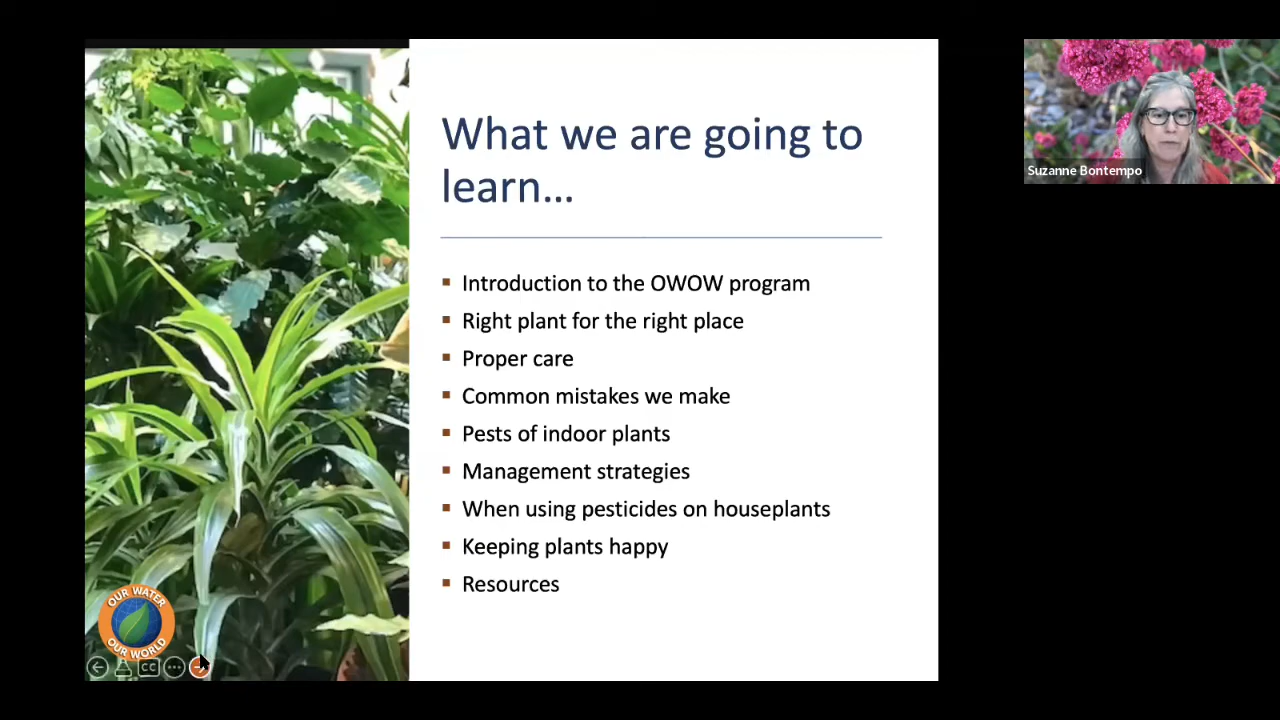 What we are going to
learn...
Introduction to the OWOW program
Right plant for the right place
Proper care
Common mistakes we make
Pests of indoor plants
Management strategies
When using pesticides on houseplants
Keeping plants happy
Resources
OUR WATER
OUR WORLD
CC
Suzanne Bontempo